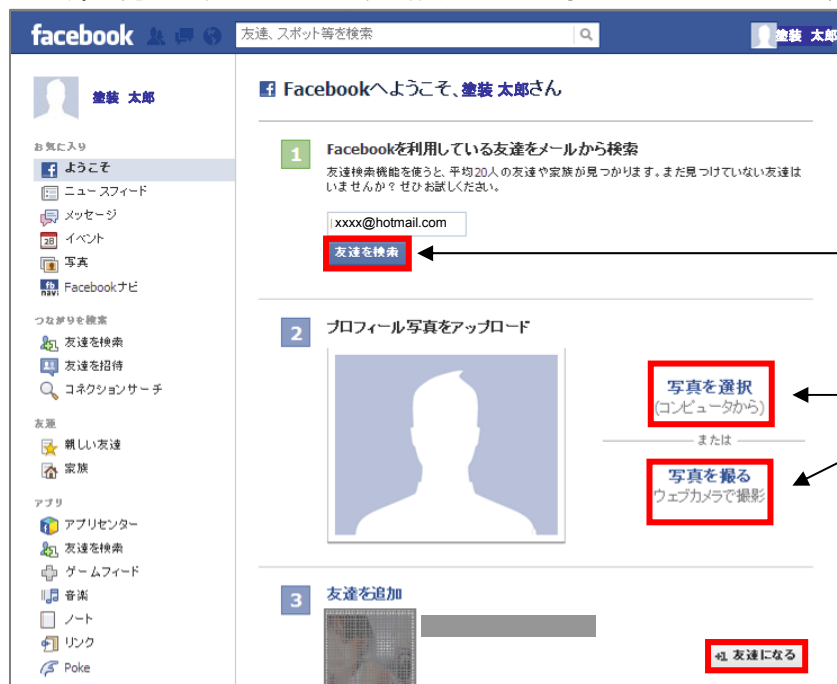 facebook
友達、スポット等を検索
塗装 太郎
塗装 太郎
お気に入り
ようこそ
ニュースフィード
メッセージ
28
イベント
写真
fb navi
Facebookナビ
つながりを検索
友達を検索
友達を招待
コネクションサーチ
友達
親しい友達
家族
アプリ
アプリセンター
友達を検索
ゲームフィード
音楽
ノート
リンク
Poke
Facebookへようこそ、塗装 太郎さん
1
Facebookを利用している友達をメールから検索
友達検索機能を使うと、平均20人の友達や家族が見つかります。まだ見つけていない友達は
いませんか？ぜひお試しください。
xxxx@hotmail.com
友達を検索
2
プロフィール写真をアップロード
写真を選択
(コンピュータから)
または
写真を撮る
ウェブカメラで撮影
3
友達を追加
+1 友達になる